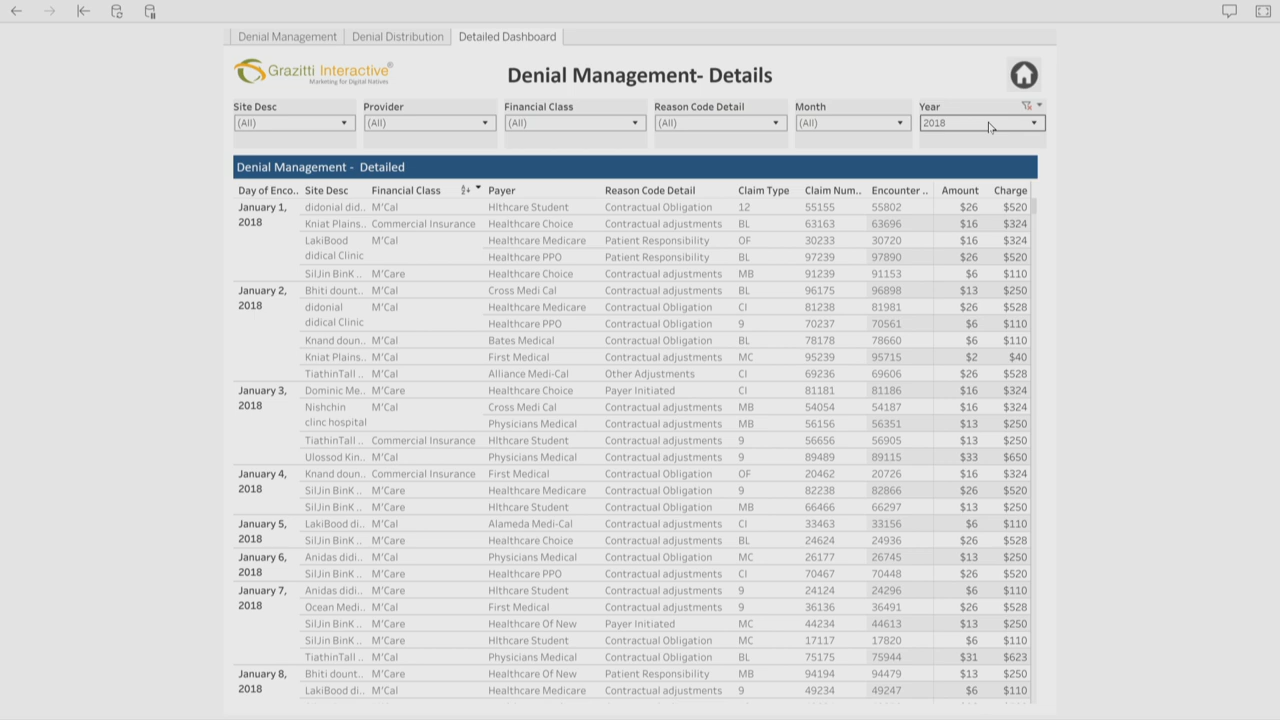 Denial Management Denial Distribution Detailed Dashboard
Grazitti Interactive®
Marketing for Digital Natives
Denial Management- Details
Site Desc Provider Financial Class Reason Code Detail Month Year
(All) (All) (All) (All) (All) 2018
Denial Management - Detailed
Day of Enco.. Site Desc Financial Class Payer Reason Code Detail Claim Type Claim Num.. Encounter .. Amount Charge
January 1, 2018 didonial did.. M'Cal Hlthcare Student Contractual Obligation 12 55155 55802 $26 $520
Kniat Plains.. Commercial Insurance Healthcare Choice Contractual adjustments BL 63163 63696 $16 $324
LakiBood didical Clinic M'Cal Healthcare Medicare Patient Responsibility OF 30233 30720 $16 $324
Healthcare PPO Patient Responsibility BL 97239 97890 $26 $520
SilJin BinK .. M'Care Healthcare Choice Contractual adjustments MB 91239 91153 $6 $110
January 2, 2018 Bhiti dount.. M'Cal Cross Medi Cal Contractual adjustments BL 96175 96898 $13 $250
didonial didical Clinic M'Cal Healthcare Medicare Contractual Obligation CI 81238 81981 $26 $528
Healthcare PPO Contractual Obligation 9 70237 70561 $6 $110
Knand doun.. M'Cal Bates Medical Contractual Obligation BL 78178 78660 $6 $110
Kniat Plains.. M'Cal First Medical Contractual adjustments MC 95239 95715 $2 $40
TiathinTall .. M'Cal Alliance Medi-Cal Other Adjustments CI 69236 69606 $26 $528
January 3, 2018 Dominic Me.. M'Care Healthcare Choice Payer Initiated CI 81181 81186 $16 $324
Nishchin clinc hospital M'Cal Cross Medi Cal Contractual adjustments MB 54054 54187 $16 $324
Physicians Medical Contractual adjustments MB 56156 56351 $13 $250
TiathinTall .. Commercial Insurance Hlthcare Student Contractual adjustments 9 56656 56905 $13 $250
Ulossod Kin.. M'Cal Physicians Medical Contractual adjustments 9 89489 89115 $33 $650
January 4, 2018 Knand doun.. Commercial Insurance First Medical Contractual Obligation OF 20462 20726 $16 $324
SilJin BinK .. M'Care Healthcare Medicare Contractual Obligation 9 82238 82866 $26 $520
SilJin BinK .. M'Care Hlthcare Student Contractual Obligation MB 66466 66297 $13 $250
January 5, 2018 LakiBood di.. M'Cal Alameda Medi-Cal Contractual adjustments CI 33463 33156 $6 $110
SilJin BinK .. M'Care Healthcare Choice Contractual adjustments BL 24624 24936 $26 $528
January 6, 2018 Anidas didi.. M'Cal Physicians Medical Contractual Obligation MC 26177 26745 $13 $250
SilJin BinK .. M'Care Healthcare PPO Contractual adjustments CI 70467 70448 $26 $520
January 7, 2018 Anidas didi.. M'Care Hlthcare Student Contractual adjustments 9 24124 24296 $6 $110
Ocean Medi.. M'Cal First Medical Contractual adjustments 9 36136 36491 $26 $528
SilJin BinK .. M'Care Healthcare Of New Payer Initiated MC 44234 44613 $13 $250
SilJin BinK .. M'Care Hlthcare Student Contractual Obligation MC 17117 17820 $6 $110
TiathinTall .. M'Cal Physicians Medical Contractual Obligation BL 75175 75944 $31 $623
January 8, 2018 Bhiti dount.. M'Care Healthcare Of New Patient Responsibility MB 94194 94479 $13 $250
LakiBood di.. M'Cal Healthcare Medicare Contractual adjustments 9 49234 49247 $6 $110